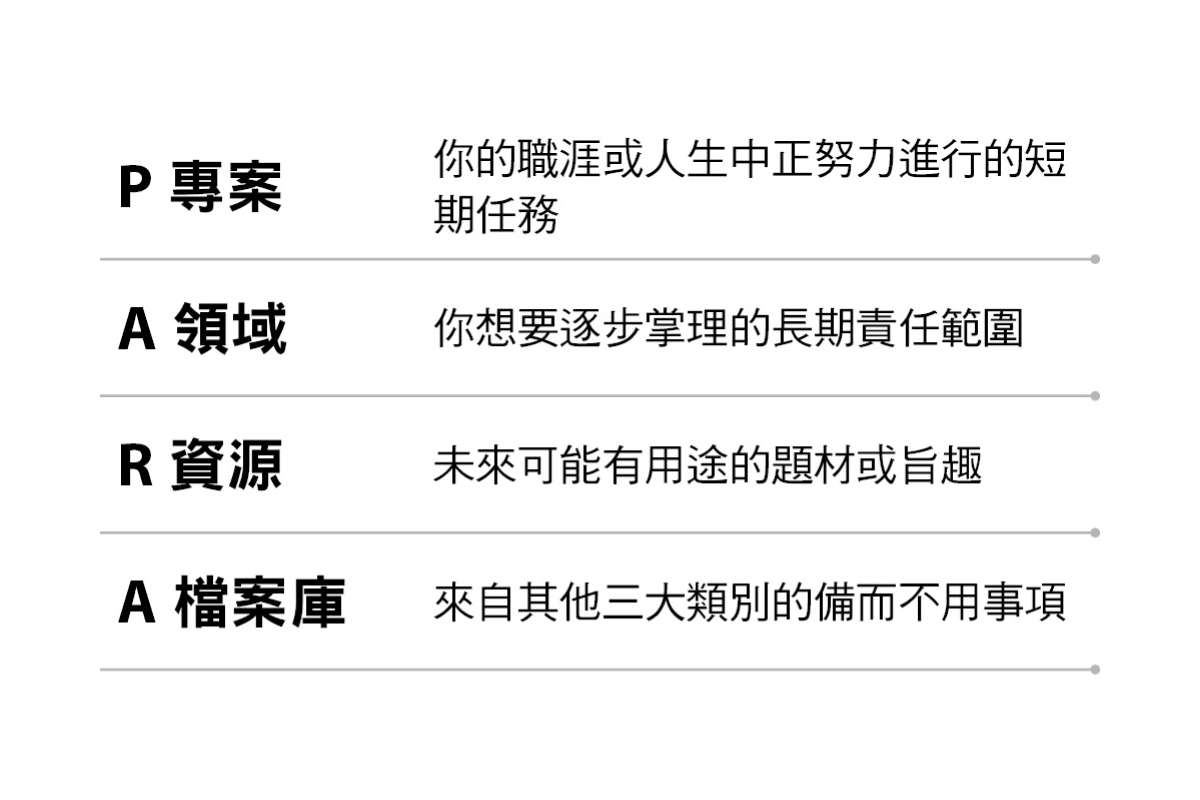 P 專案
你的職涯或人生中正努力進行的短
期任務
A 領域
你想要逐步掌理的長期責任範圍
R 資源
未來可能有用途的題材或旨趣
A 檔案庫
來自其他三大類別的備而不用事項